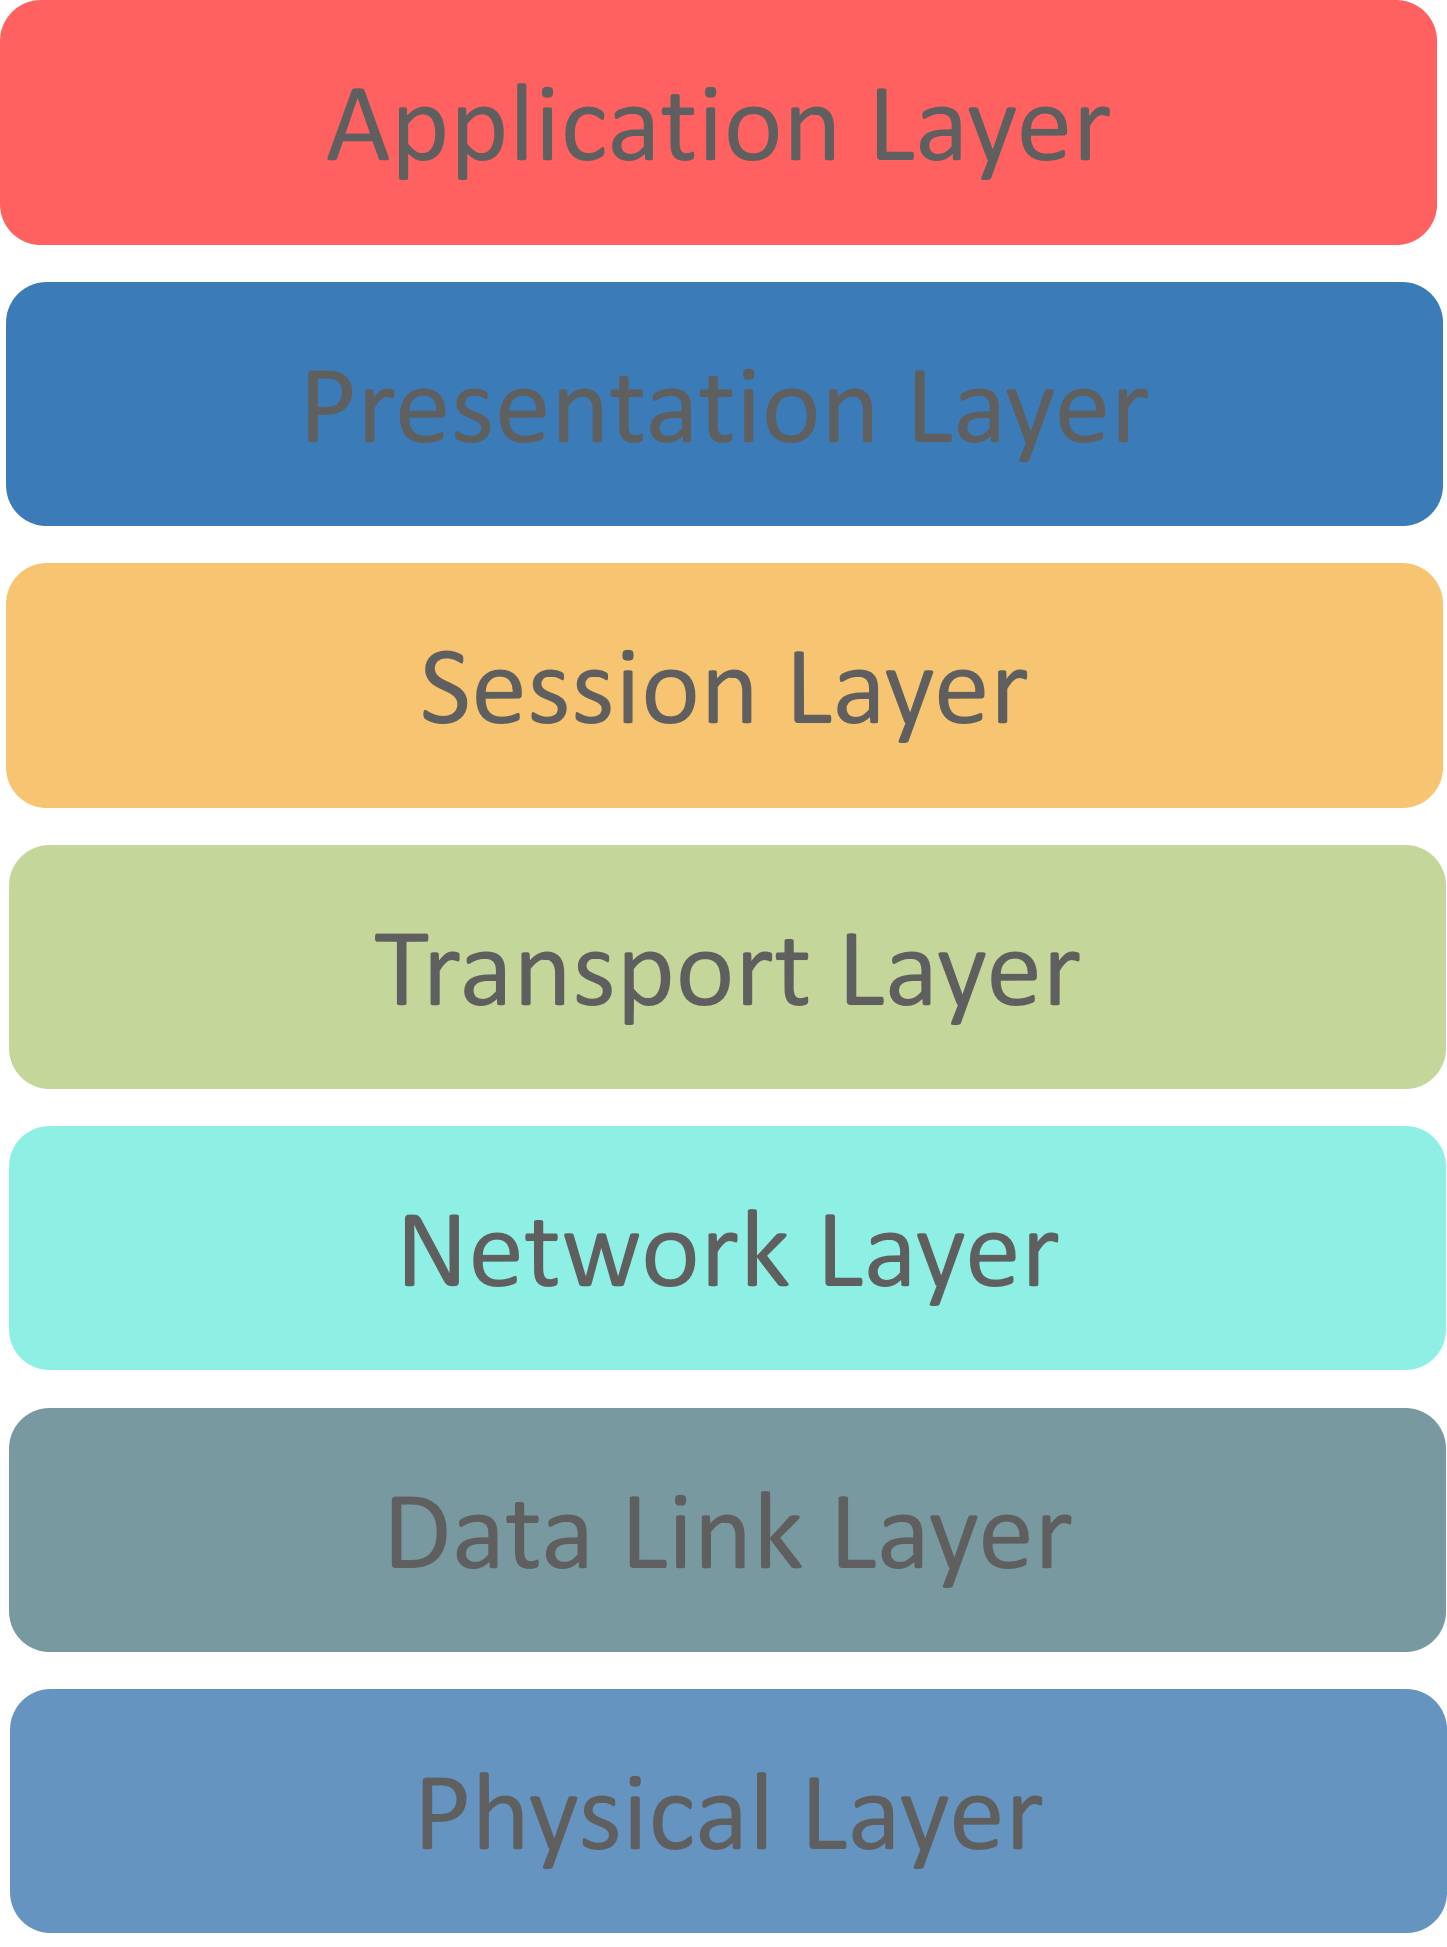 Application Layer
Presentation Layer
Session Layer
Transport Layer
Network Layer
Data Link Layer
Physical Layer